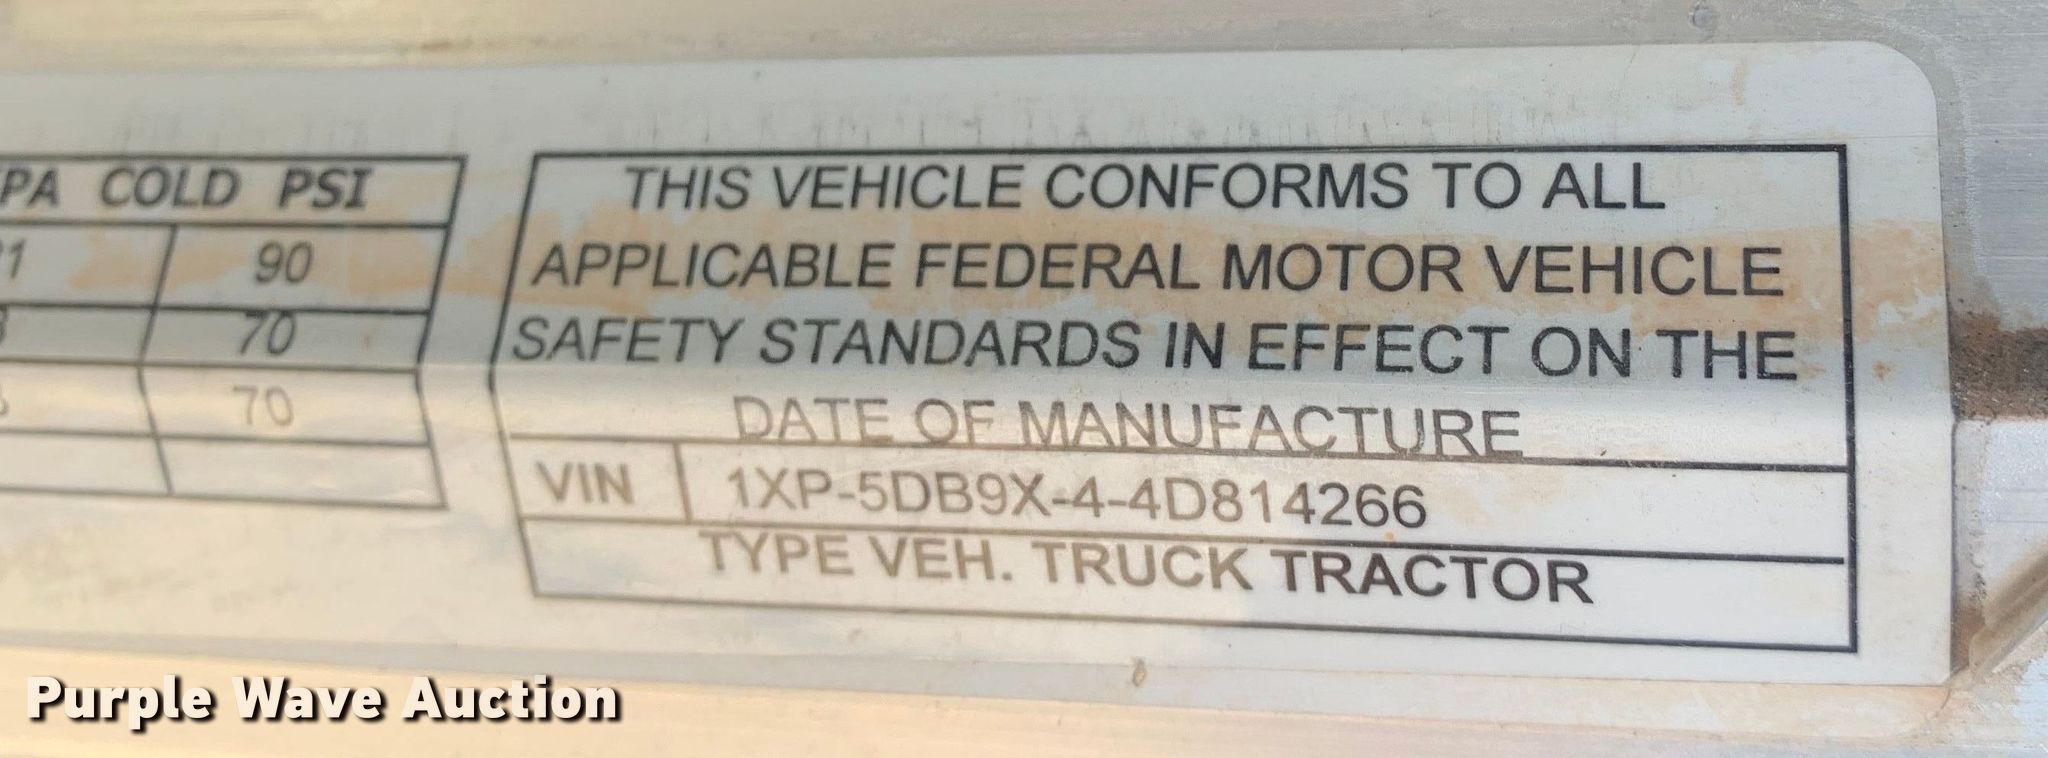 COLD PSI
90
70
70
THIS VEHICLE CONFORMS TO ALL
APPLICABLE FEDERAL MOTOR VEHICLE
SAFETY STANDARDS IN EFFECT ON THE
DATE OF MANUFACTURE
VIN 1XP-5DB9X-4-4D814266
TYPE VEH. TRUCK TRACTOR
Purple Wave Auction